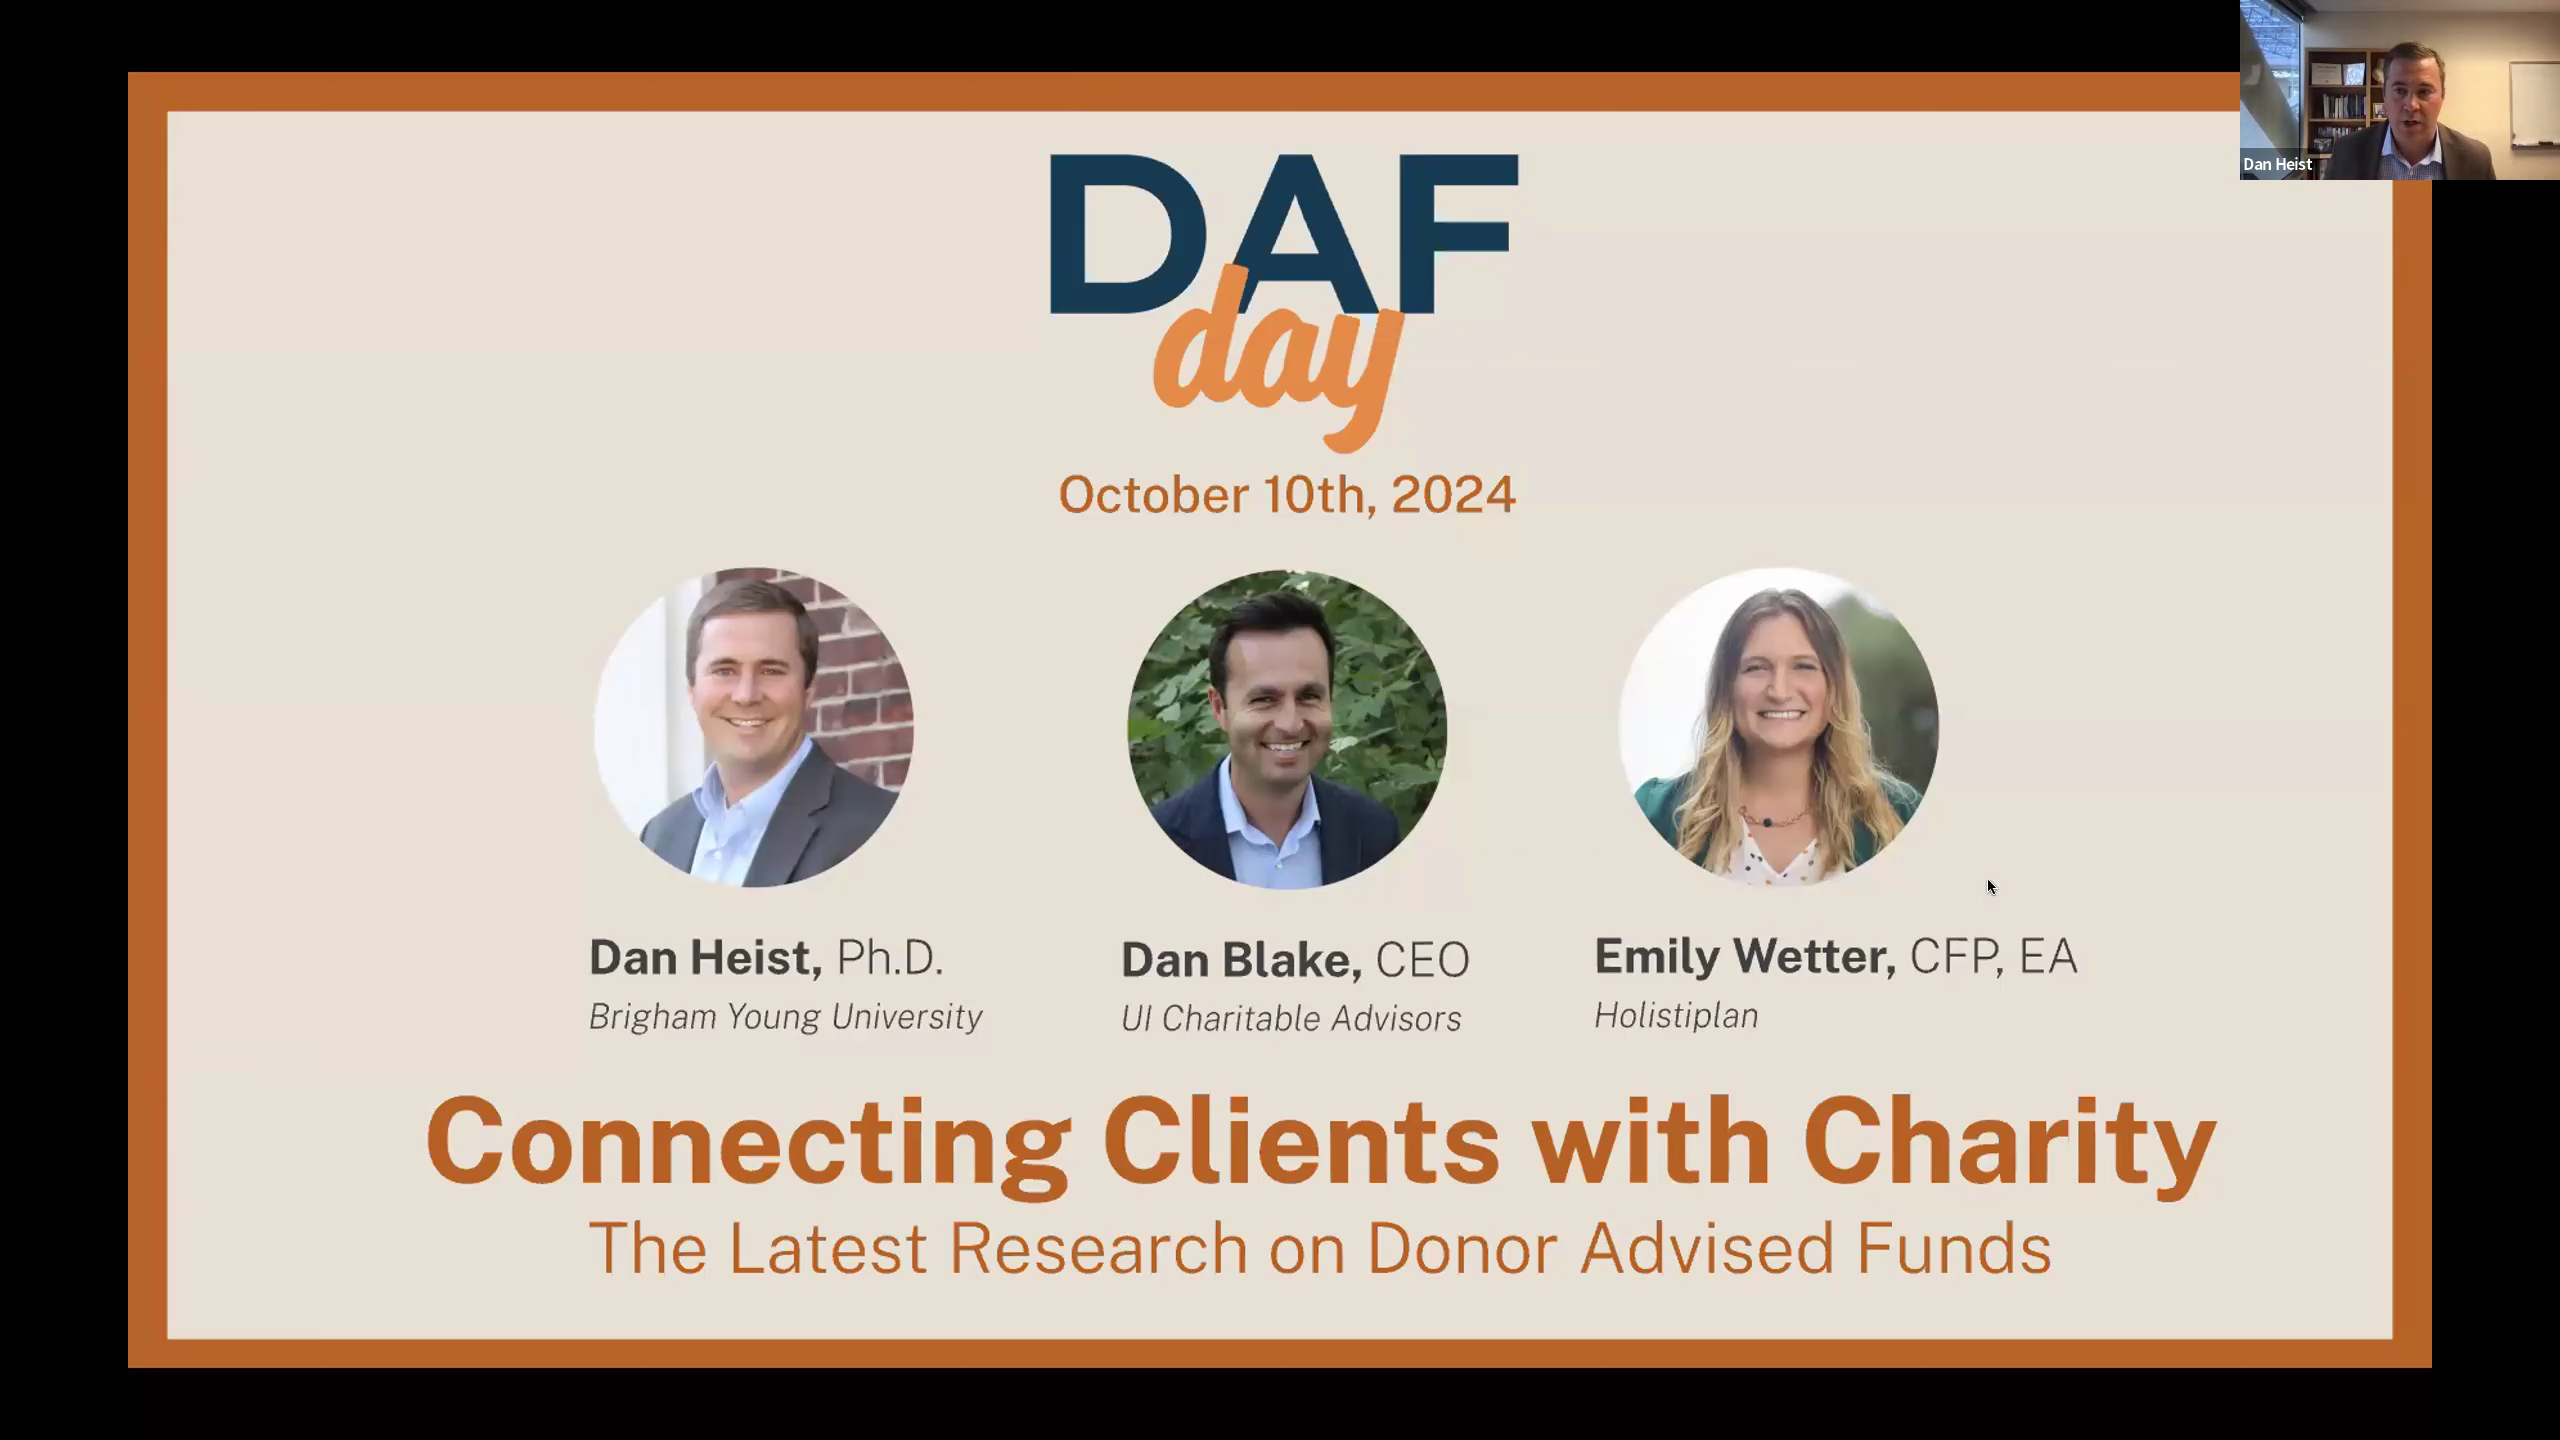 Dan Heist
DAF
day
October 10th, 2024
Dan Heist, Ph.D.
Brigham Young University
Dan Blake, CEO
UI Charitable Advisors
Emily Wetter, CFP, EA
Holistiplan
Connecting Clients with Charity
The Latest Research on Donor Advised Funds